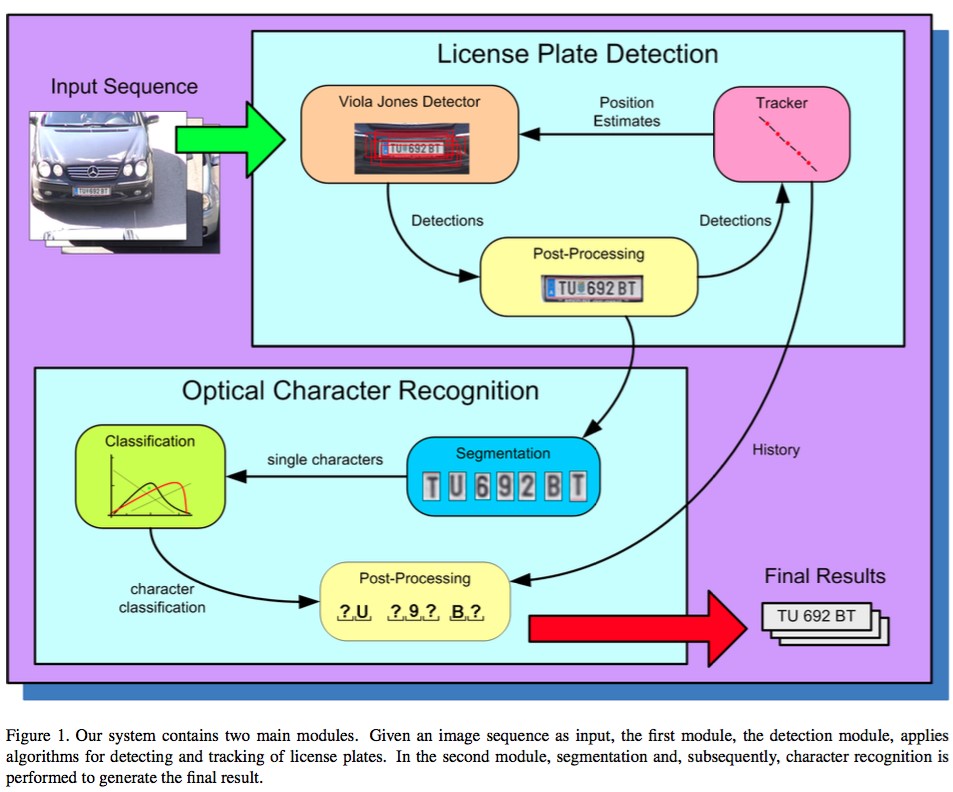 License Plate Detection
Input Sequence
Viola Jones Detector
TU 692 BT
Position
Estimates
Tracker
TU 692 BT
Detections
Detections
Post-Processing
TU 692 BT
Optical Character Recognition
Classification
single characters
Segmentation
T U 6 9 2 B T
History
character
classification
Post-Processing
? U ? 9 ? B ?
Final Results
TU 692 BT
Figure 1. Our system contains two main modules. Given an image sequence as input, the first module, the detection module, applies
algorithms for detecting and tracking of license plates. In the second module, segmentation and, subsequently, character recognition is
performed to generate the final result.